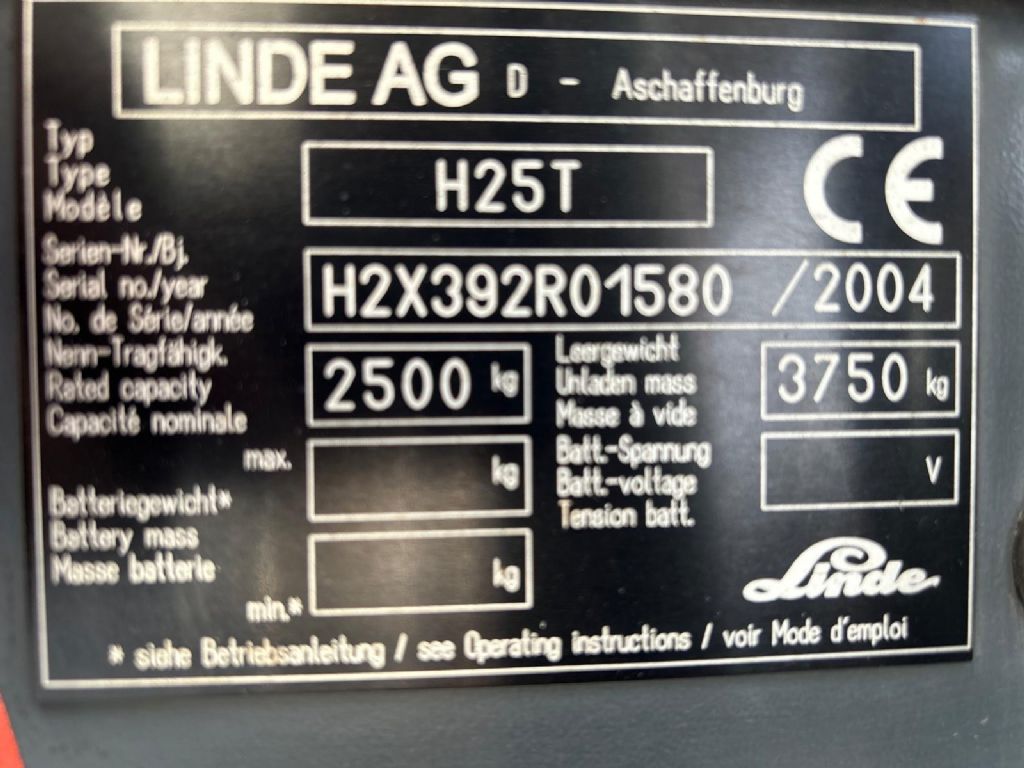 LINDE AG D - Aschaffenburg
Typ
Type
Modèle
H25T
CE
Serien-Nr./Bj.
Serial no./year
No. de Série/année
H2X392R01580 /2004
Nenn-Tragfähigk.
Rated capacity
Capacité nominale
2500 kg
Leergewicht
Unladen mass
Masse à vide
3750 kg
max.
kg
Batteriegewicht*
Battery mass
Masse batterie
min.*
kg
Batt.-Spannung
Batt.-voltage
Tension batt.
V
Linde
* siehe Betriebsanleitung / see Operating instructions / voir Mode d'emploi